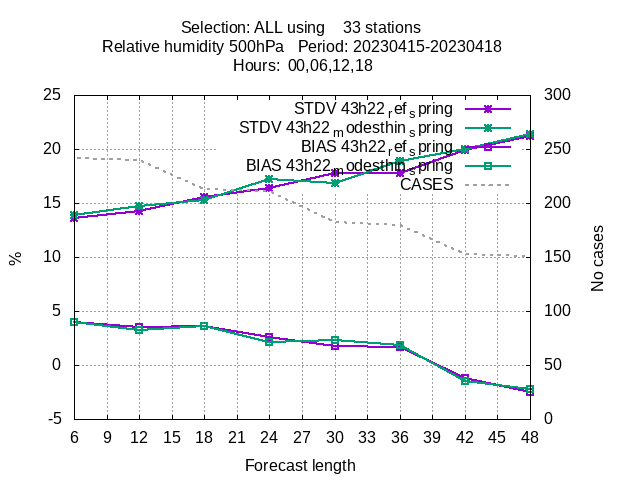 Selection: ALL using    33 stations
Relative humidity 500hPa   Period: 20230415-20230418
Hours:  00,06,12,18
STDV 43h22_ref_spring
STDV 43h22_modesthin_spring
BIAS 43h22_ref_spring
BIAS 43h22_modesthin_spring
CASES
25
20
15
10
5
0
-5
%
300
250
200
150
100
50
0
No cases
6 9 12 15 18 21 24 27 30 33 36 39 42 45 48
Forecast length